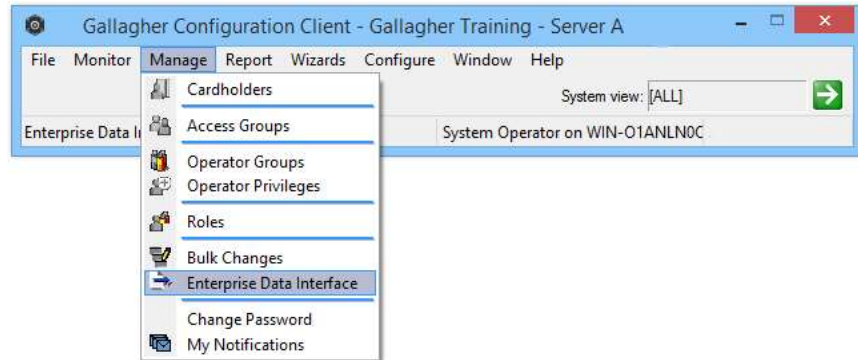 Gallagher Configuration Client - Gallagher Training - Server A
File Monitor Manage Report Wizards Configure Window Help
System view: [ALL]
System Operator on WIN-O1ANLN0C
Cardholders
Access Groups
Enterprise Data
Operator Groups
Operator Privileges
Roles
Bulk Changes
Enterprise Data Interface
Change Password
My Notifications